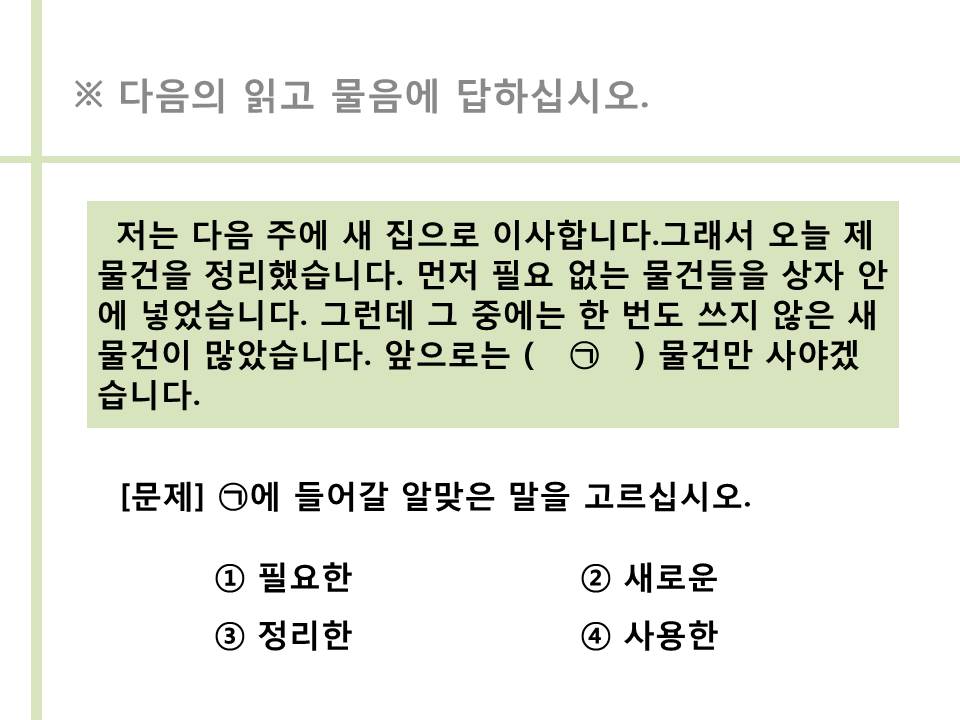 ※ 다음의 읽고 물음에 답하십시오.
저는 다음 주에 새 집으로 이사합니다.그래서 오늘 제
물건을 정리했습니다. 먼저 필요 없는 물건들을 상자 안
에 넣었습니다. 그런데 그 중에는 한 번도 쓰지 않은 새
물건이 많았습니다. 앞으로는 ( ㉠ ) 물건만 사야겠
습니다.
[문제] ㉠에 들어갈 알맞은 말을 고르십시오.
① 필요한 ② 새로운
③ 정리한 ④ 사용한